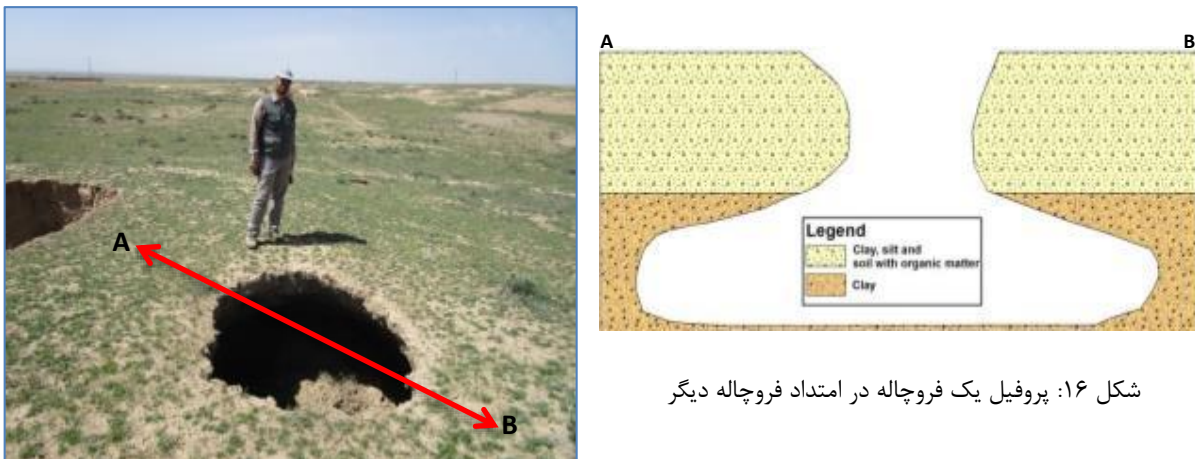 A
B
A
B
Legend
Clay, silt and
soil with organic matter
Clay
شکل ۱۶: پروفیل یک فروچاله در امتداد فروچاله دیگر